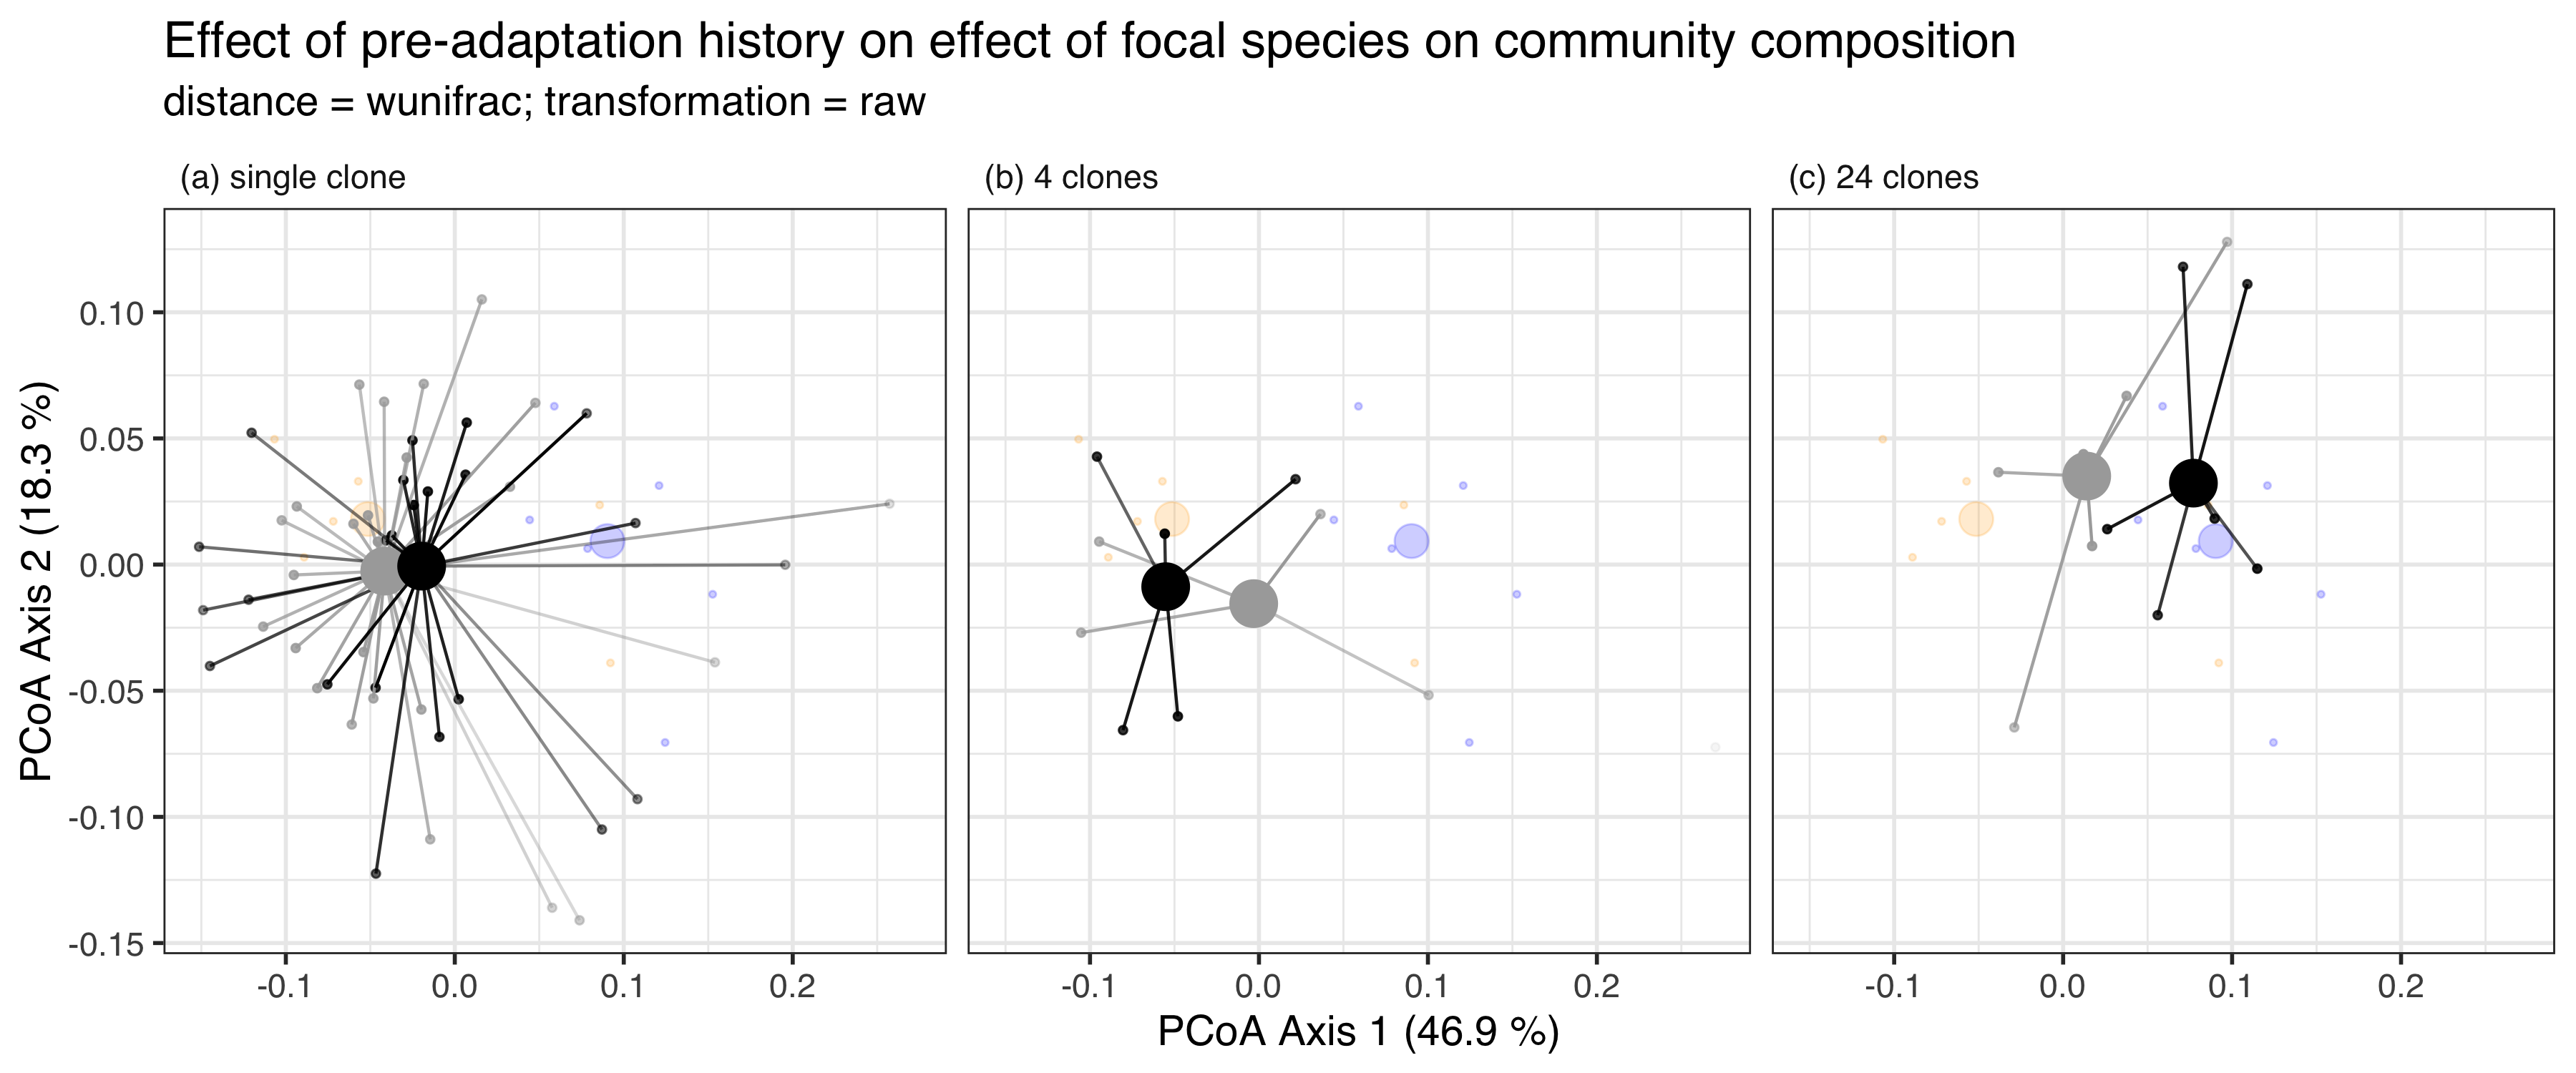 Effect of pre-adaptation history on effect of focal species on community composition
distance = wunifrac; transformation = raw
(a) single clone
(b) 4 clones
(c) 24 clones
PCoA Axis 2 (18.3 %)
0.10
0.05
0.00
-0.05
-0.10
-0.15
-0.1 0.0 0.1 0.2
-0.1 0.0 0.1 0.2
-0.1 0.0 0.1 0.2
PCoA Axis 1 (46.9 %)